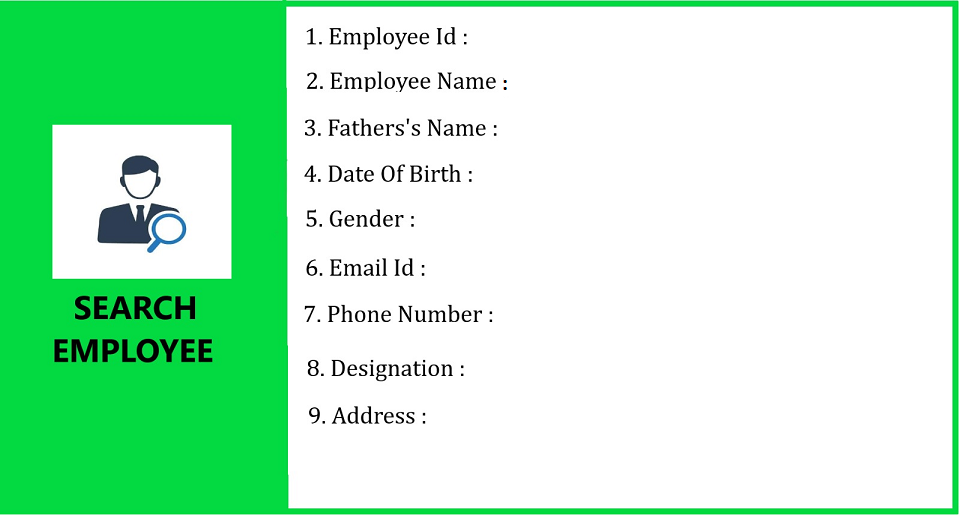 SEARCH
EMPLOYEE
1. Employee Id :
2. Employee Name :
3. Fathers's Name :
4. Date Of Birth :
5. Gender :
6. Email Id :
7. Phone Number :
8. Designation :
9. Address :